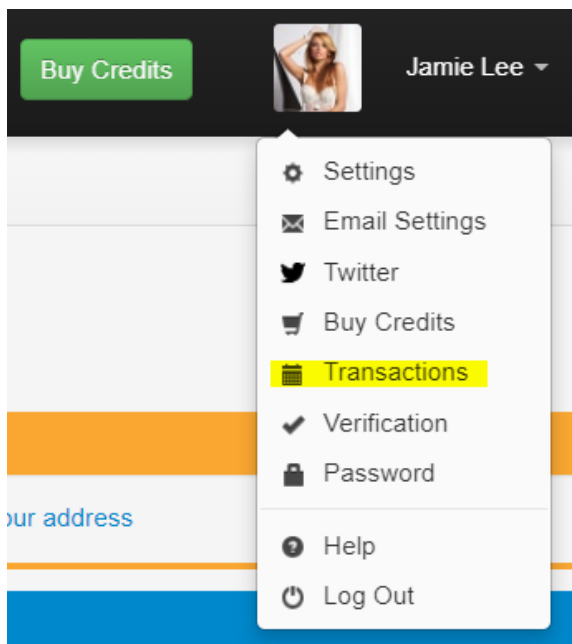 Buy Credits
Jamie Lee
Settings
Email Settings
Twitter
Buy Credits
Transactions
Verification
Password
our address
Help
Log Out